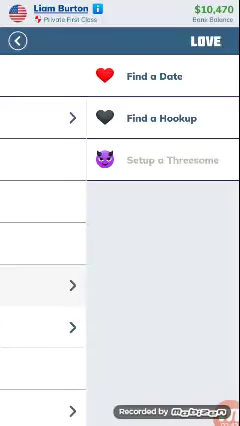 Liam Burton
$10,470
Private First Class
Bank Balance
LOVE
Find a Date
Find a Hookup
Setup a Threesome
Recorded by Mobizen